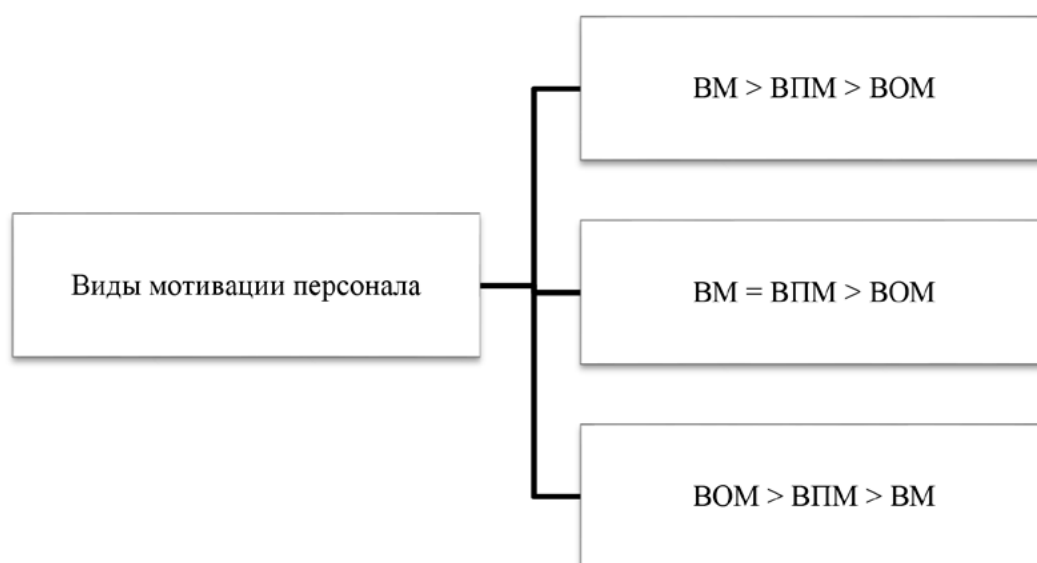 ВМ > ВПМ > ВОМ
Виды мотивации персонала
ВМ = ВПМ > ВОМ
ВОМ > ВПМ > ВМ